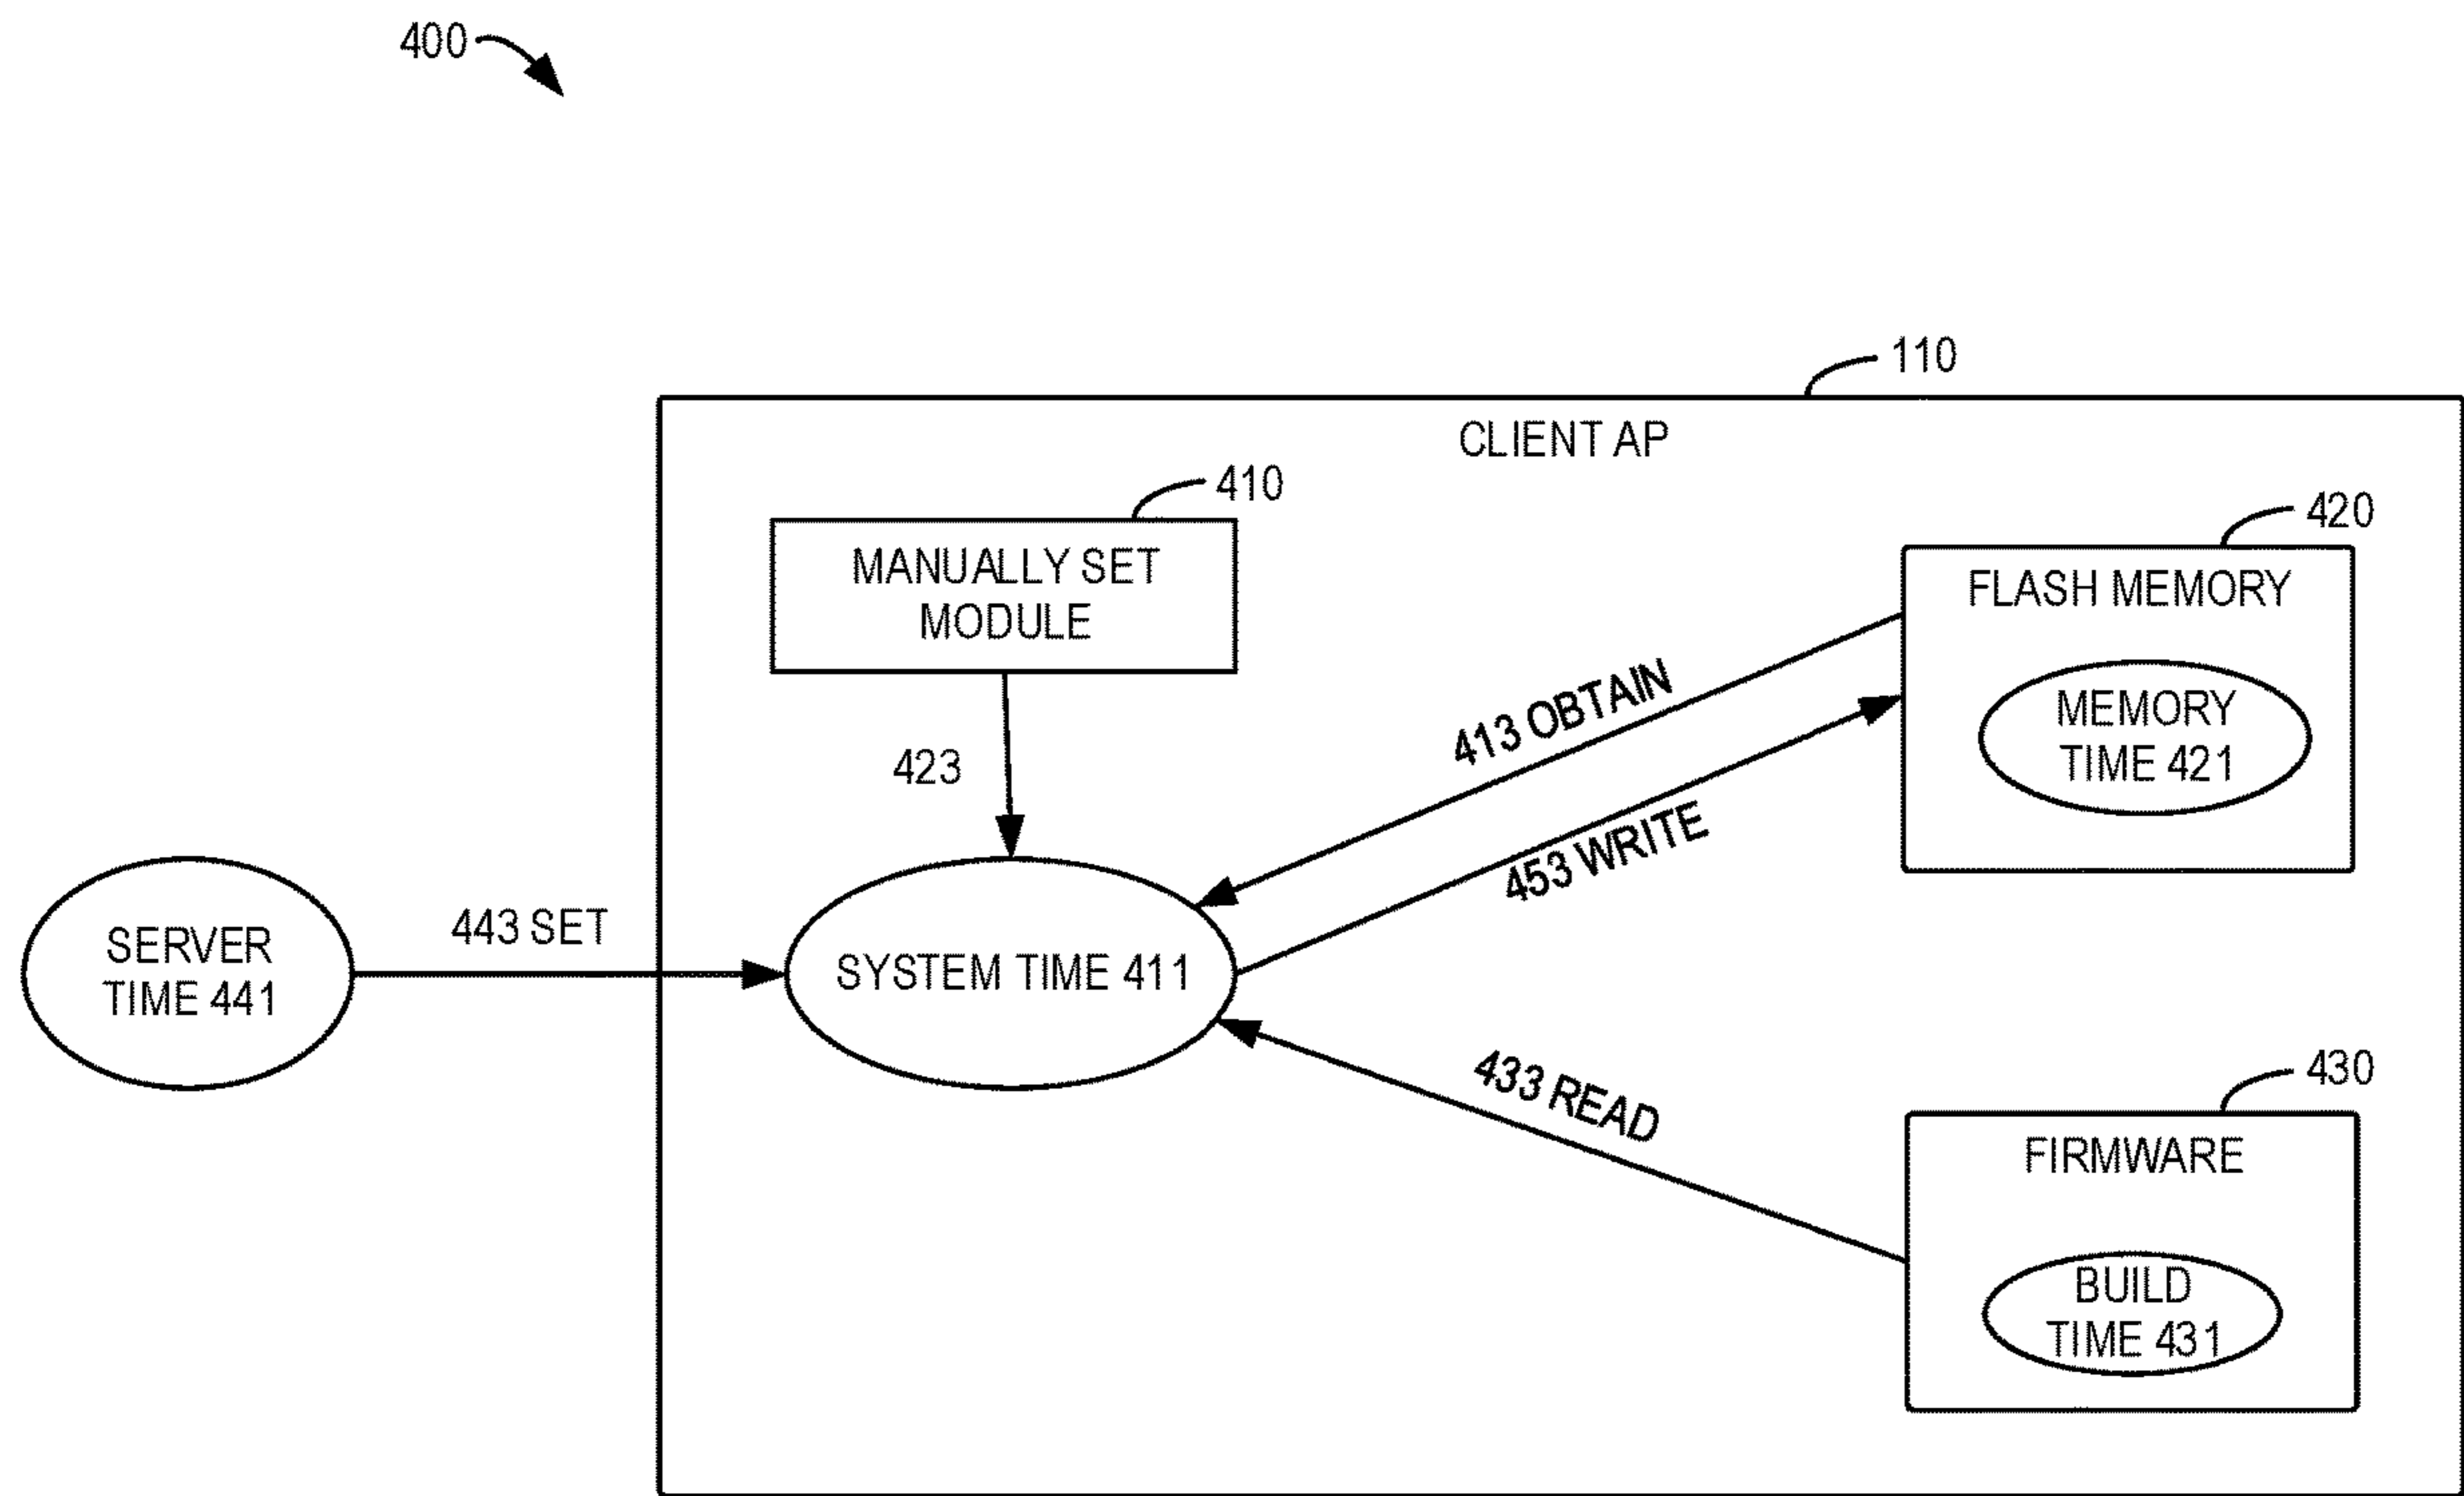 400
110
CLIENT AP
410
MANUALLY SET
MODULE
420
FLASH MEMORY
MEMORY
TIME 421
413 OBTAIN
453 WRITE
423
SERVER
TIME 441
443 SET
SYSTEM TIME 411
433 READ
430
FIRMWARE
BUILD
TIME 431